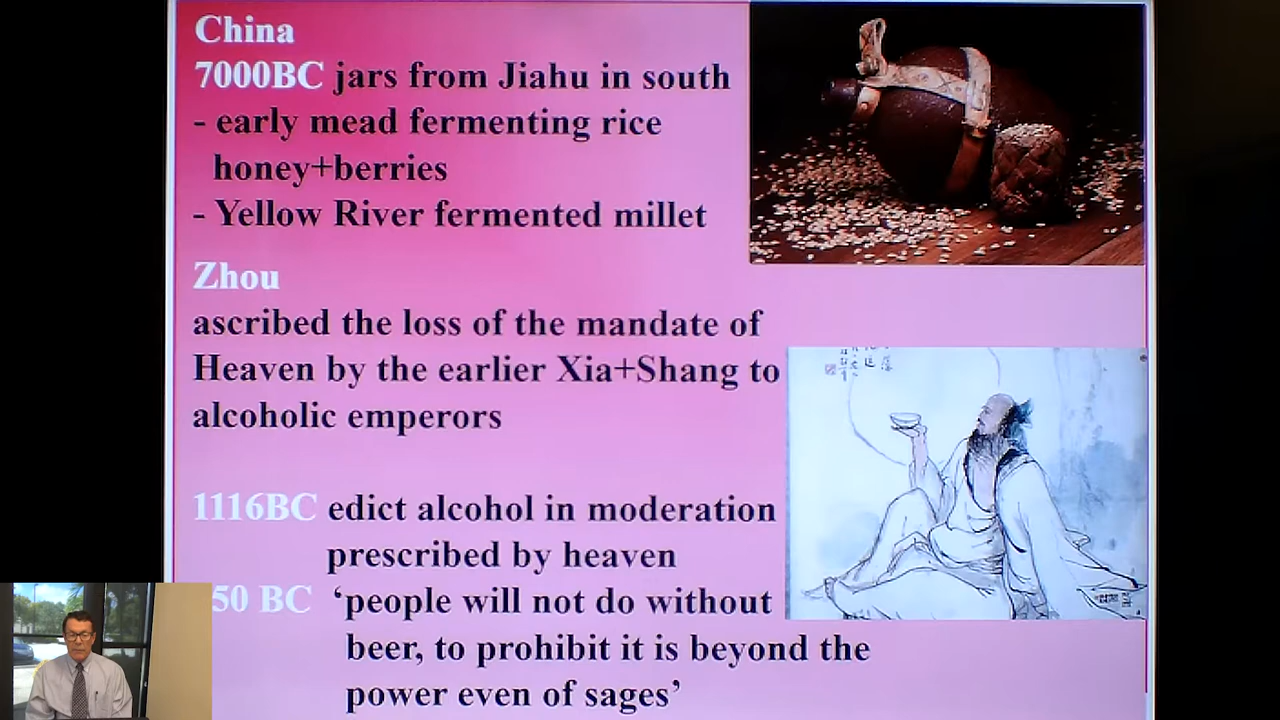 China
7000BC jars from Jiahu in south
- early mead fermenting rice
honey+berries
- Yellow River fermented millet
Zhou
ascribed the loss of the mandate of
Heaven by the earlier Xia+Shang to
alcoholic emperors
1116BC edict alcohol in moderation
prescribed by heaven
50 BC ‘people will not do without
beer, to prohibit it is beyond the
power even of sages’